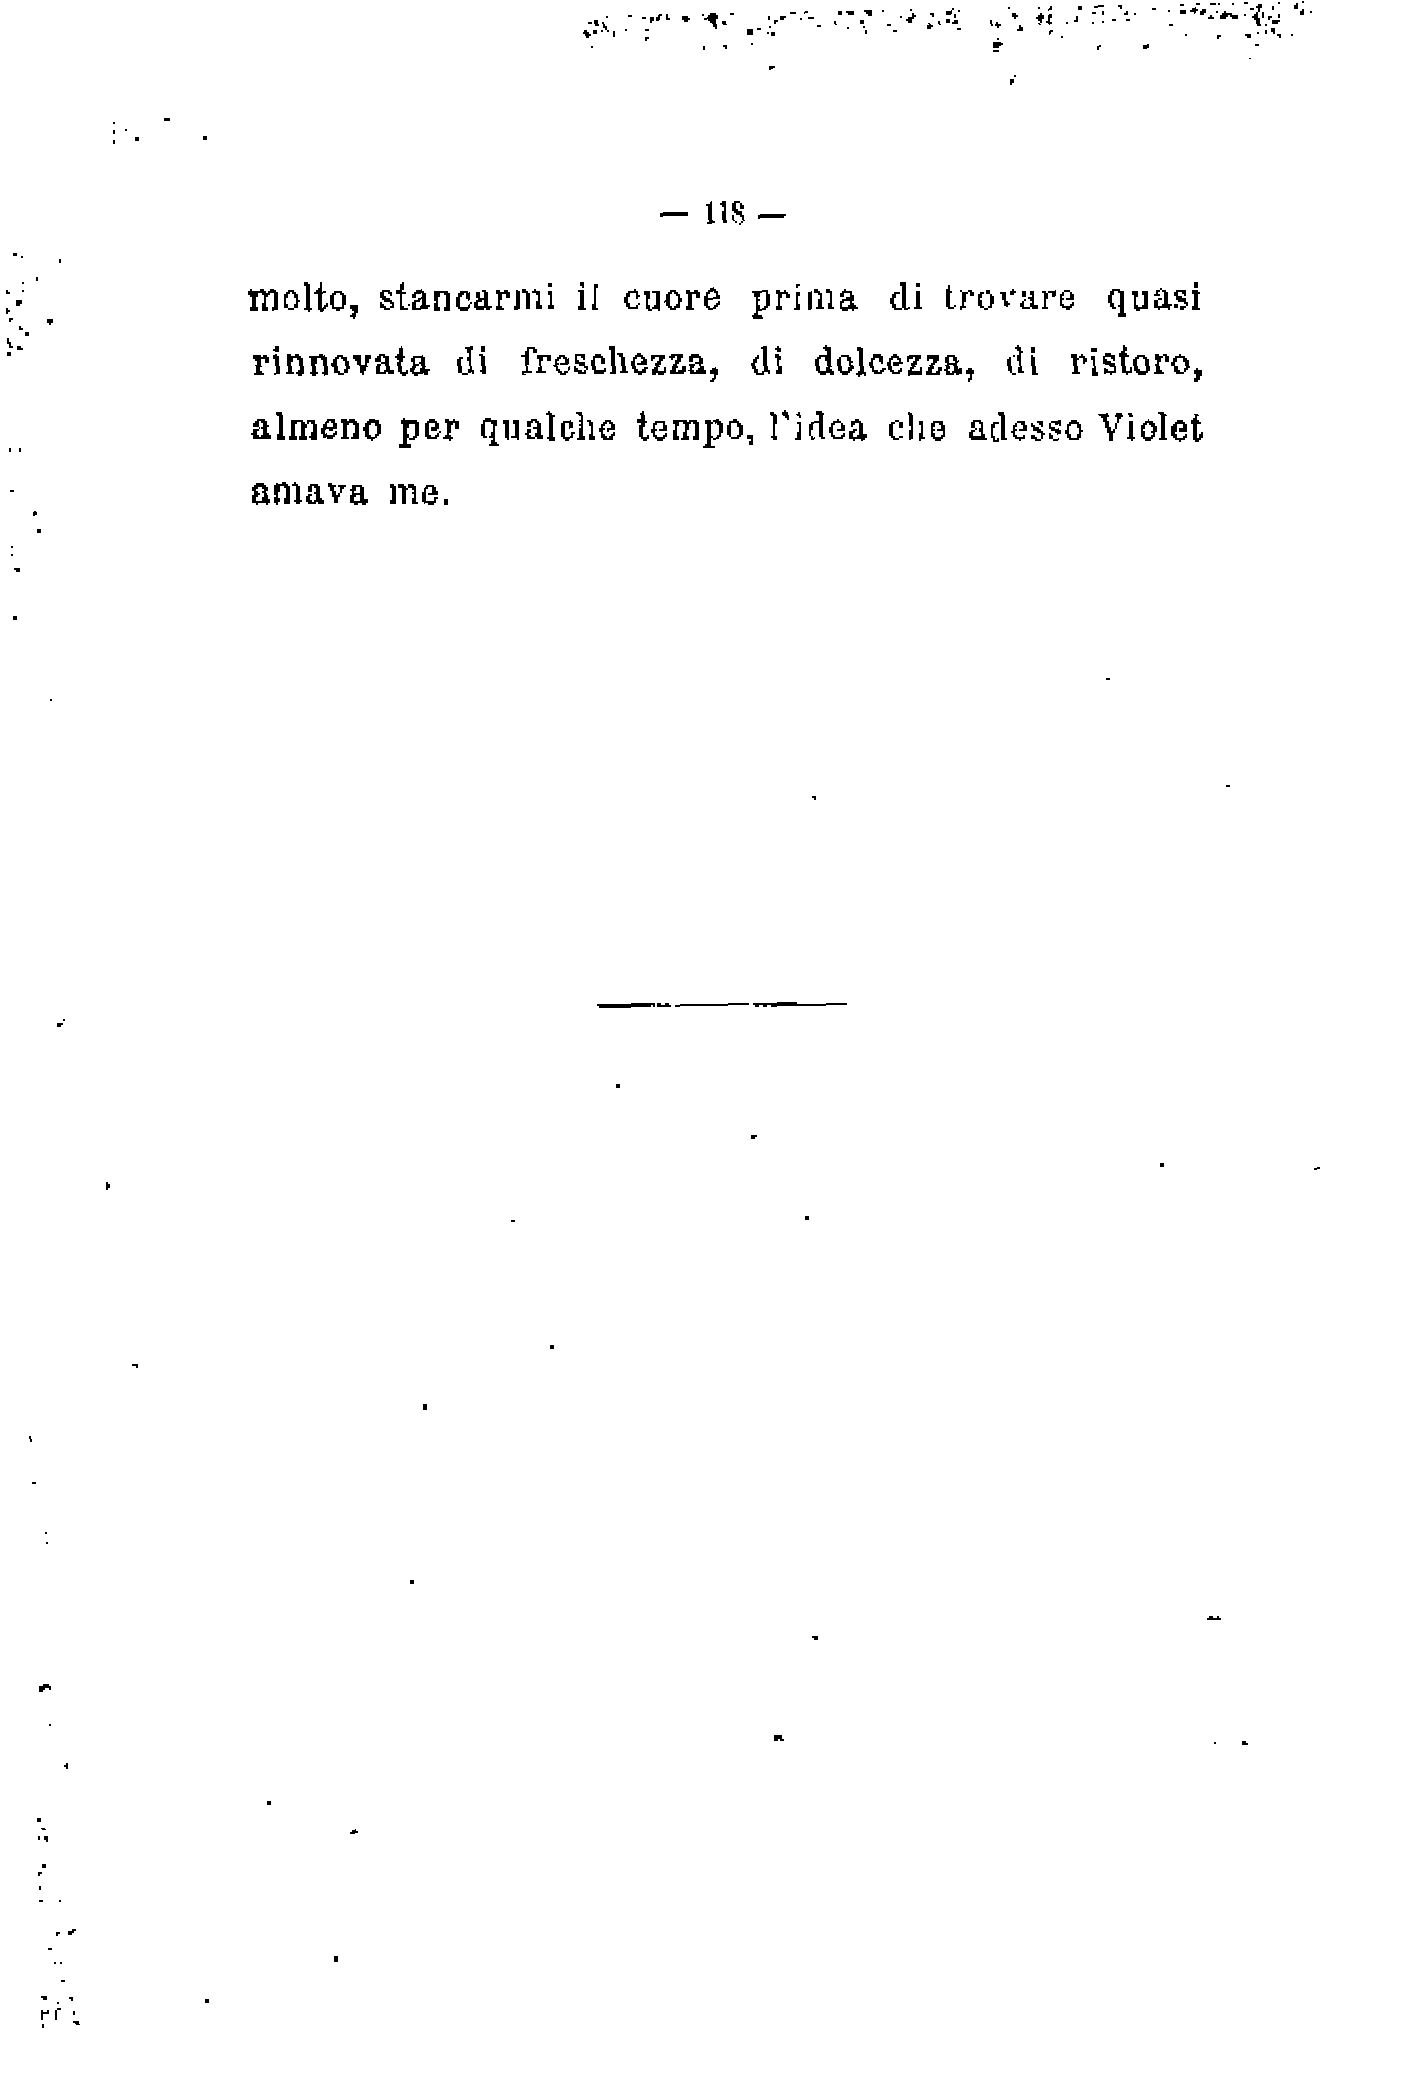 — 118 —
molto, stancarmi il cuore prima di trovare quasi
rinnovata di freschezza, di dolcezza, di ristoro,
almeno per qualche tempo, l'idea che adesso Violet
amava me.